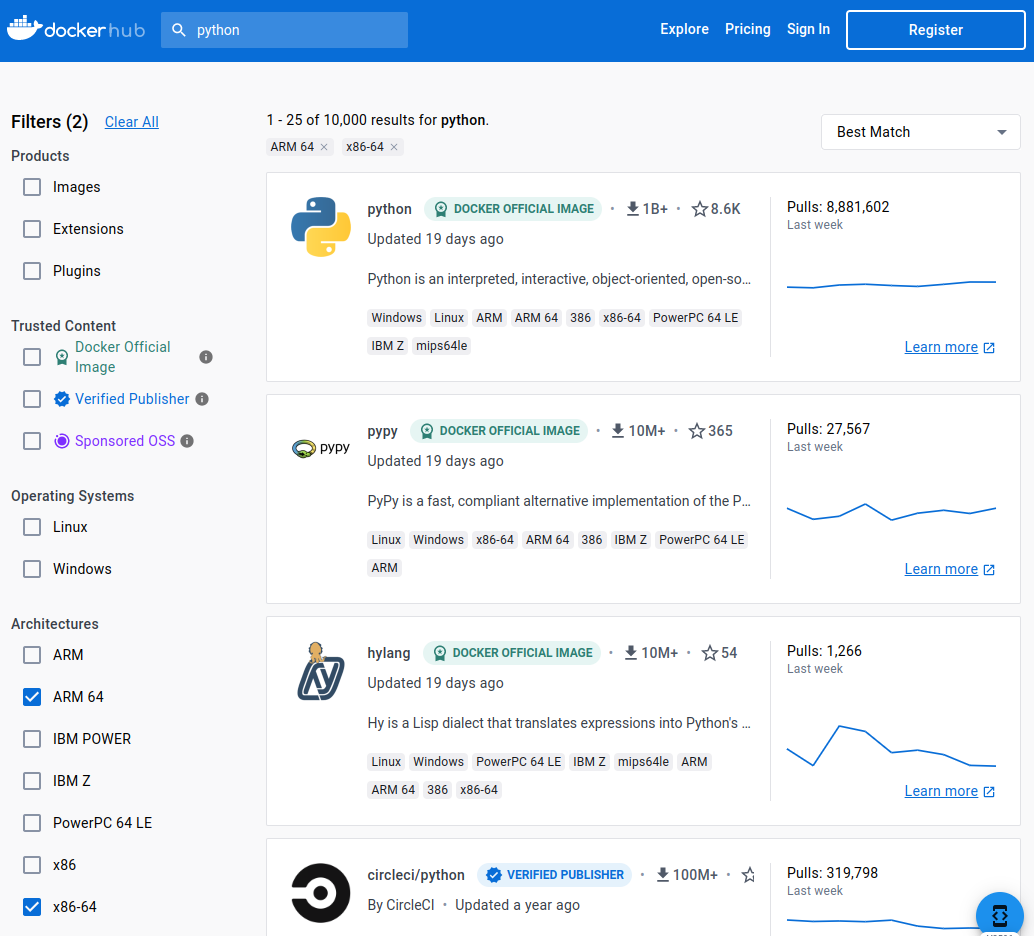 dockerhub
python
Explore
Pricing
Sign In
Register
Filters (2)
Clear All
Products
Images
Extensions
Plugins
Trusted Content
Docker Official
Image
Verified Publisher
Sponsored OSS
Operating Systems
Linux
Windows
Architectures
ARM
ARM 64
IBM POWER
IBM Z
PowerPC 64 LE
x86
x86-64
1 - 25 of 10,000 results for python.
ARM 64
x86-64
Best Match
python DOCKER OFFICIAL IMAGE • 1B+ • 8.6K
Updated 19 days ago
Python is an interpreted, interactive, object-oriented, open-so...
Windows Linux ARM ARM 64 386 x86-64 PowerPC 64 LE
IBM Z mips64le
Pulls: 8,881,602
Last week
Learn more
pypy
pypy DOCKER OFFICIAL IMAGE • 10M+ • 365
Updated 19 days ago
PyPy is a fast, compliant alternative implementation of the P...
Linux Windows x86-64 ARM 64 386 IBM Z PowerPC 64 LE
ARM
Pulls: 27,567
Last week
Learn more
hy
hylang DOCKER OFFICIAL IMAGE • 10M+ • 54
Updated 19 days ago
Hy is a Lisp dialect that translates expressions into Python's ...
Linux Windows PowerPC 64 LE IBM Z mips64le ARM
ARM 64 386 x86-64
Pulls: 1,266
Last week
Learn more
circleci/python VERIFIED PUBLISHER • 100M+ •
By CircleCI • Updated a year ago
Pulls: 319,798
Last week